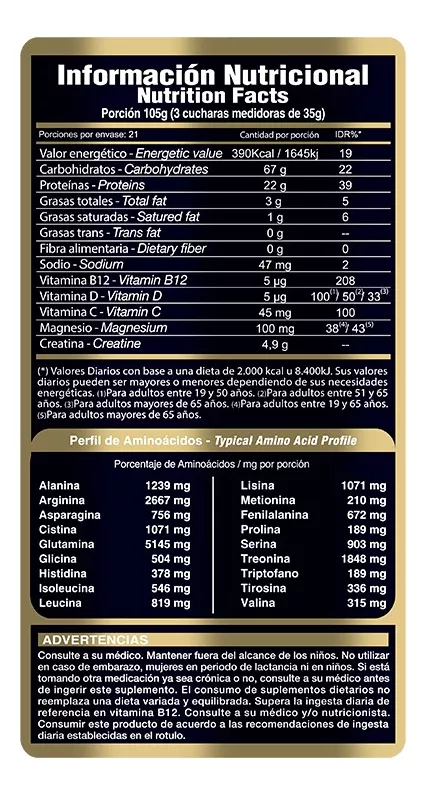 Información Nutricional
Nutrition Facts
Porción 105g (3 cucharas medidoras de 35g)
Porciones por envase: 21 Cantidad por porción IDR%*
Valor energético - Energetic value 390Kcal / 1645kj 19
Carbohidratos - Carbohydrates 67 g 22
Proteínas - Proteins 22 g 39
Grasas totales - Total fat 3 g 5
Grasas saturadas - Satured fat 1 g 6
Grasas trans - Trans fat 0 g --
Fibra alimentaria - Dietary fiber 0 g 0
Sodio - Sodium 47 mg 2
Vitamina B12 - Vitamin B12 5 µg 208
Vitamina D - Vitamin D 5 µg 100(1)/ 50(2)/ 33(3)
Vitamina C - Vitamin C 45 mg 100
Magnesio - Magnesium 100 mg 38(4)/ 43(5)
Creatina - Creatine 4,9 g --
(*) Valores Diarios con base a una dieta de 2.000 kcal u 8.400kJ. Sus valores
diarios pueden ser mayores o menores dependiendo de sus necesidades
energéticas. (1)Para adultos entre 19 y 50 años. (2)Para adultos entre 51 y 65
años. (3)Para adultos mayores de 65 años. (4)Para adultos entre 19 y 65 años.
(5)Para adultos mayores de 65 años.
Perfil de Aminoácidos - Typical Amino Acid Profile
Porcentaje de Aminoácidos / mg por porción
Alanina 1239 mg Lisina 1071 mg
Arginina 2667 mg Metionina 210 mg
Asparagina 756 mg Fenilalanina 672 mg
Cistina 1071 mg Prolina 189 mg
Glutamina 5145 mg Serina 903 mg
Glicina 504 mg Treonina 1848 mg
Histidina 378 mg Triptofano 189 mg
Isoleucina 546 mg Tirosina 336 mg
Leucina 819 mg Valina 315 mg
ADVERTENCIAS
Consulte a su médico. Mantener fuera del alcance de los niños. No utilizar
en caso de embarazo, mujeres en periodo de lactancia ni en niños. Si está
tomando otra medicación ya sea crónica o no, consulte a su médico antes
de ingerir este suplemento. El consumo de suplementos dietarios no
reemplaza una dieta variada y equilibrada. Supera la ingesta diaria de
referencia en vitamina B12. Consulte a su médico y/o nutricionista.
Consumir este producto de acuerdo a las recomendaciones de ingesta
diaria establecidas en el rotulo.